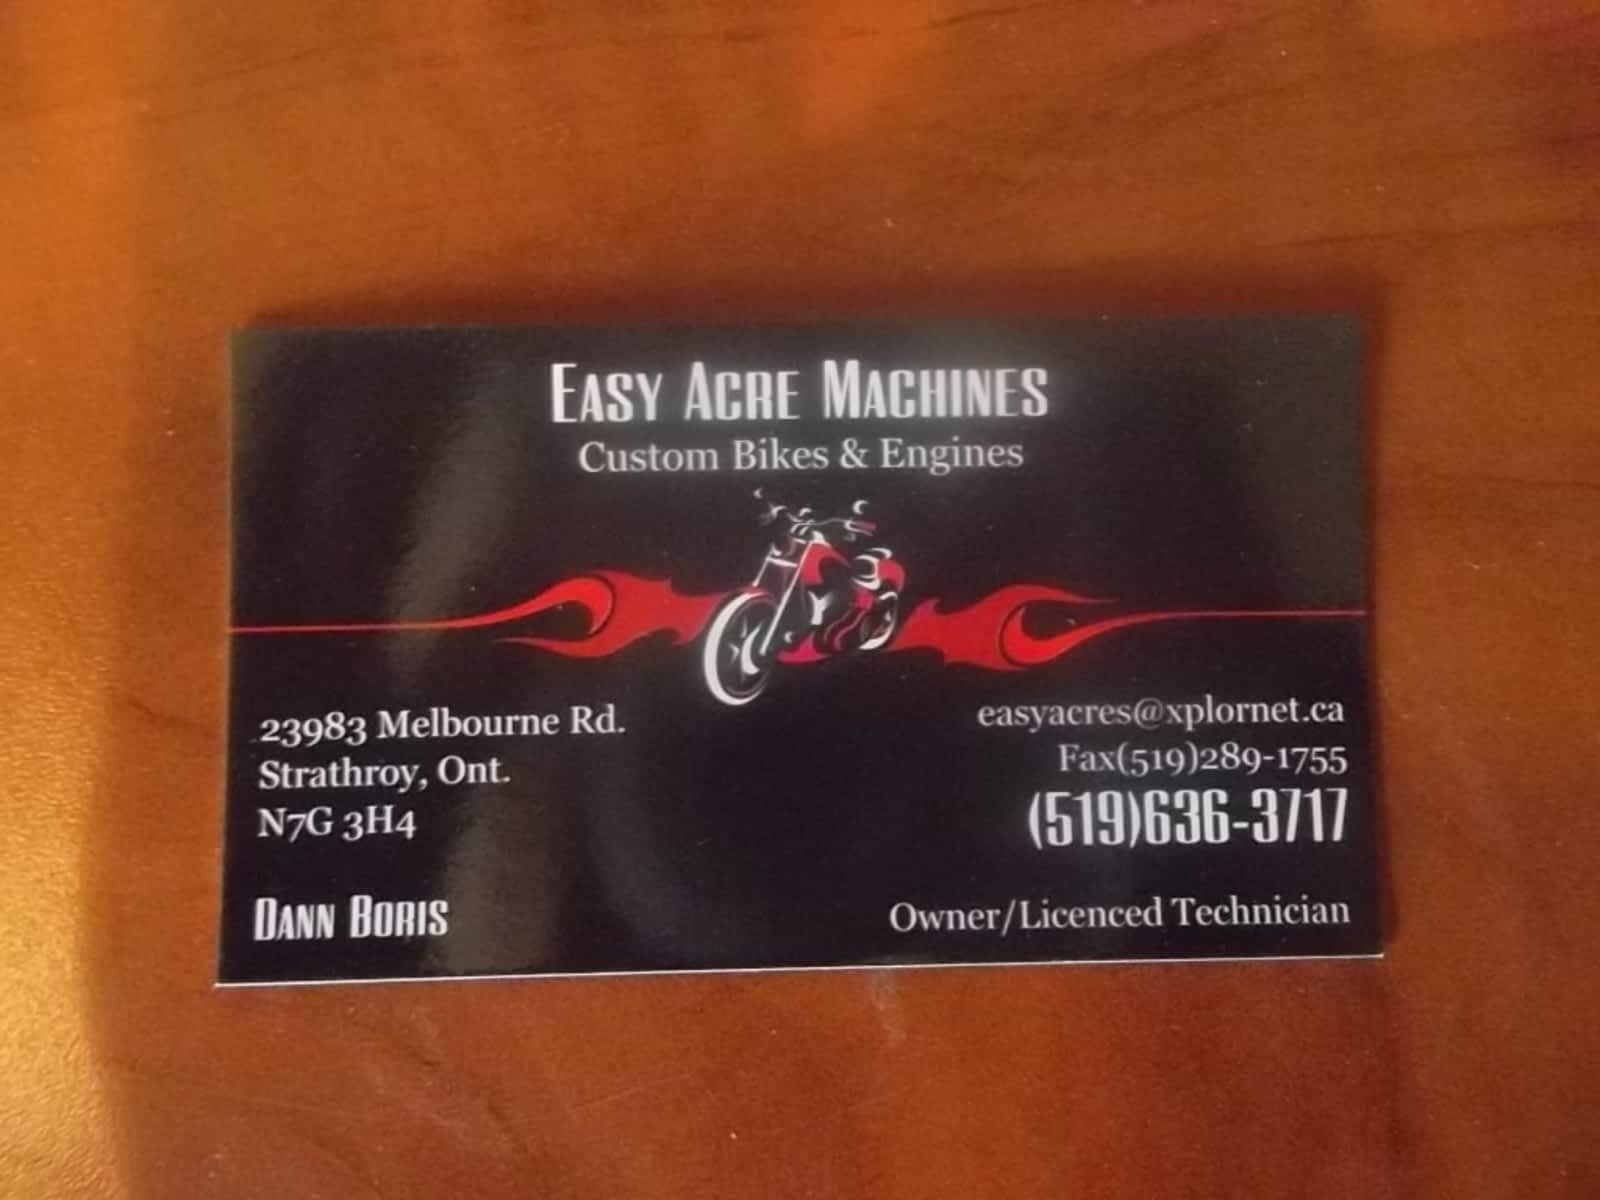 EASY ACRE MACHINES
Custom Bikes & Engines
23983 Melbourne Rd.
Strathroy, Ont.
N7G 3H4
easyacres@xplornet.ca
Fax(519)289-1755
(519)636-3717
DANN BORIS
Owner/Licenced Technician